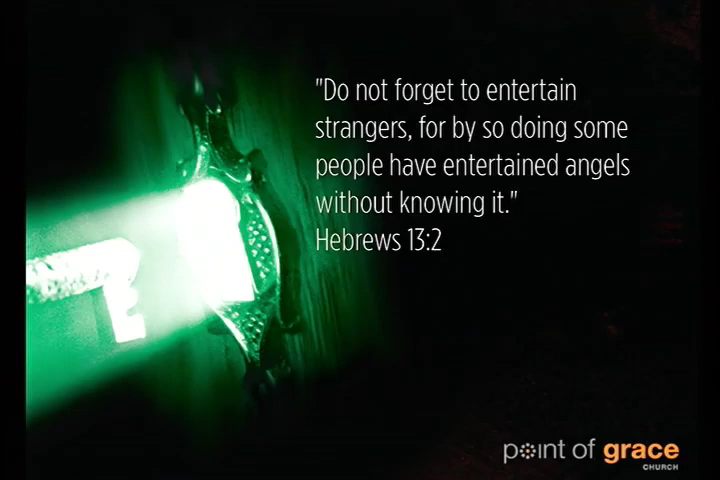 "Do not forget to entertain
strangers, for by so doing some
people have entertained angels
without knowing it."
Hebrews 13:2
point of grace
CHURCH